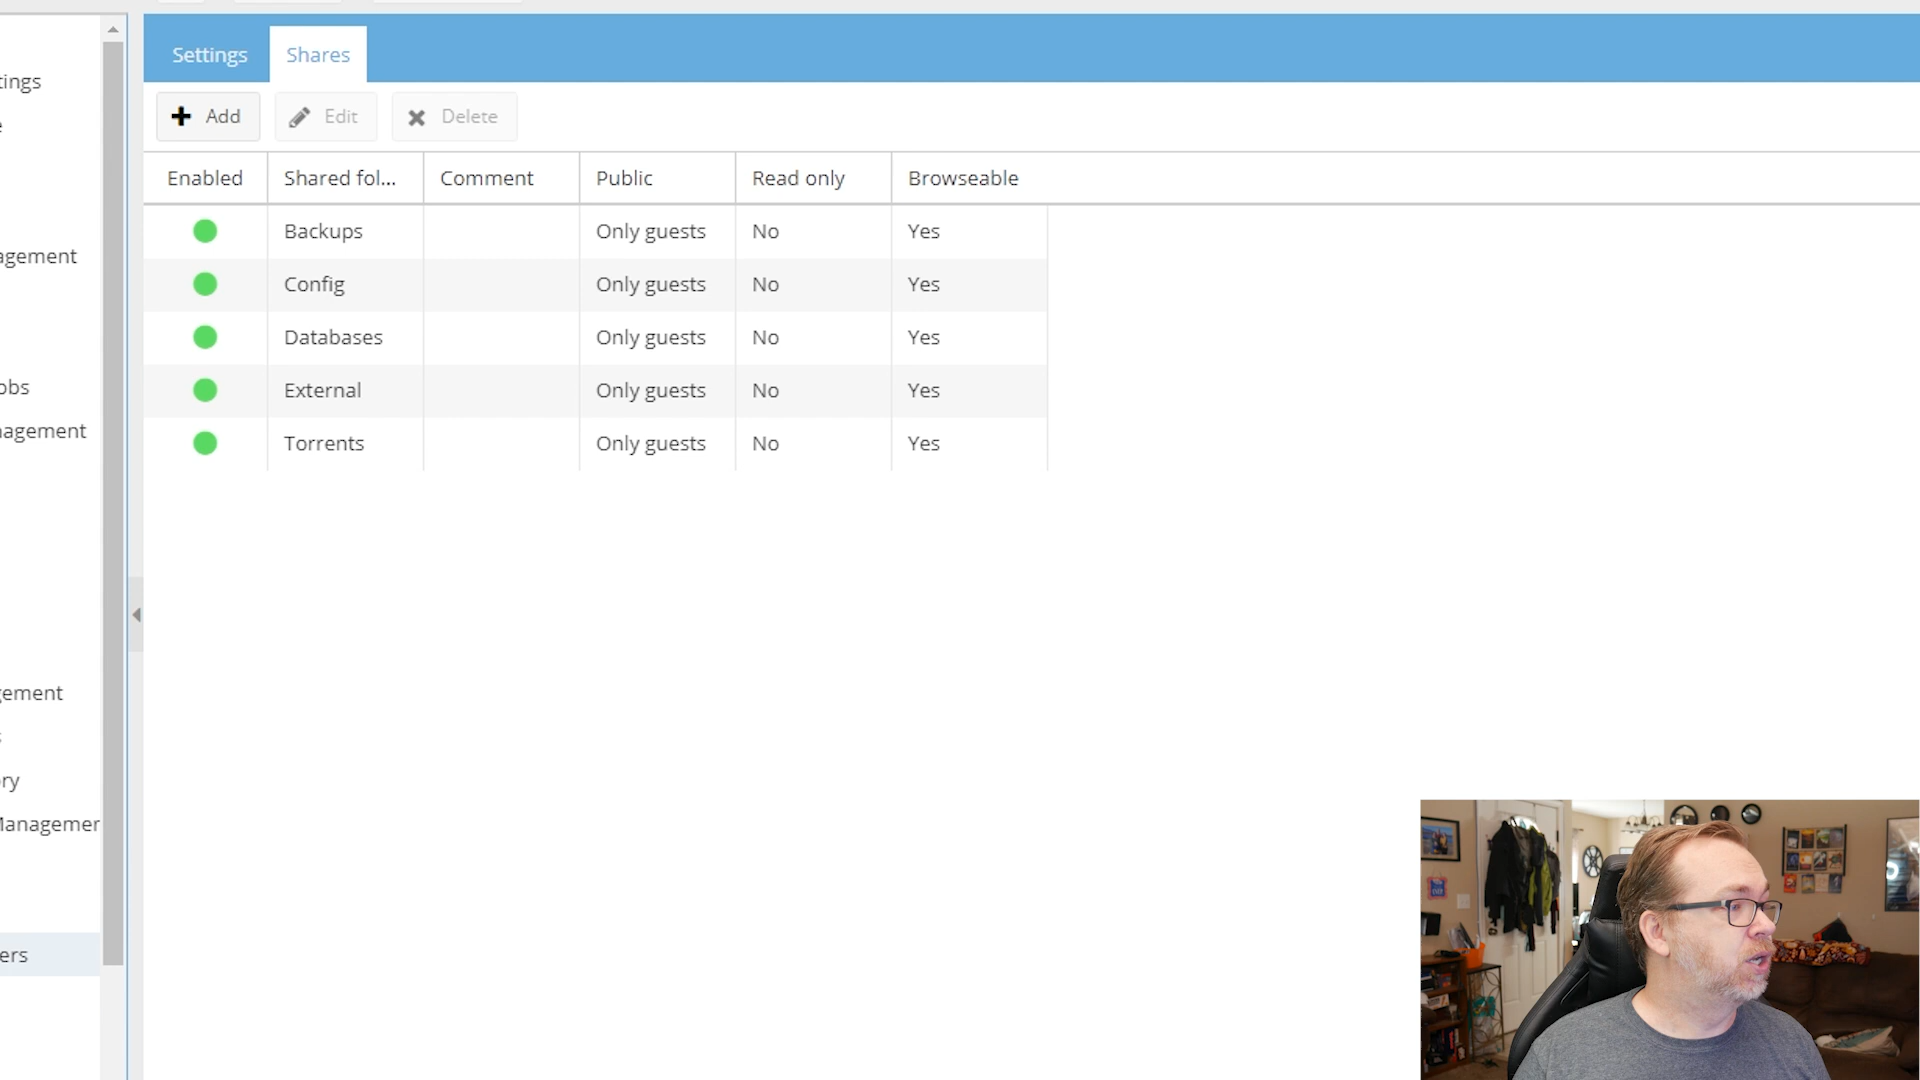 Settings Shares
Add Edit Delete
Enabled Shared fol... Comment Public Read only Browseable
Backups Only guests No Yes
Config Only guests No Yes
Databases Only guests No Yes
External Only guests No Yes
Torrents Only guests No Yes
tings
e
agement
obs
nagement
gement
s
ory
Managemer
ers